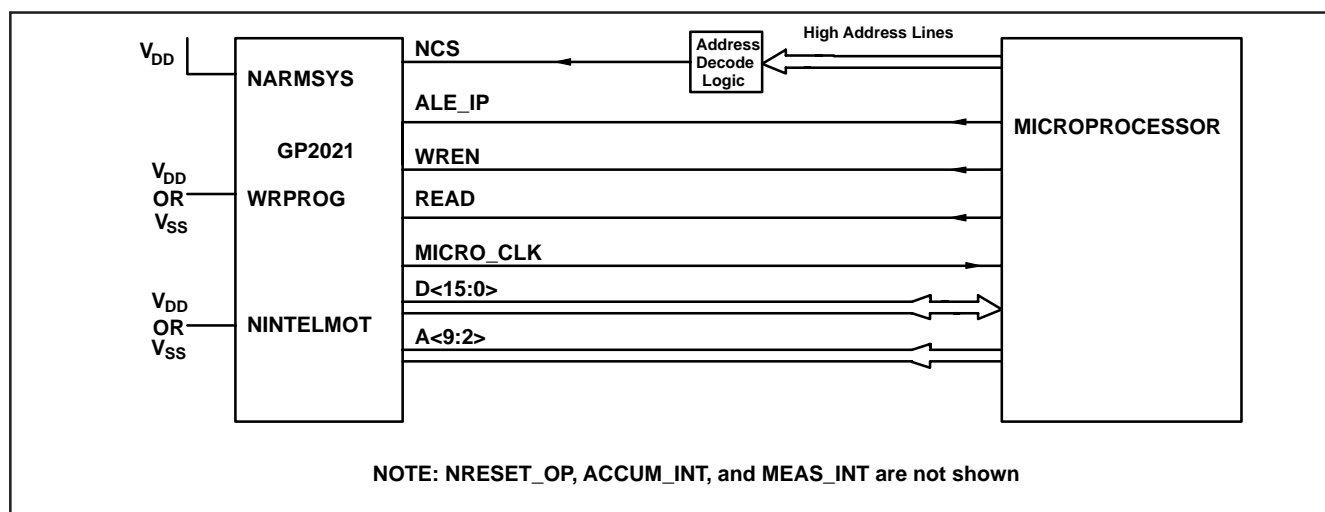 High Address Lines
VDD
NARMSYS
GP2021
NCS
Address
Decode
Logic
MICROPROCESSOR
ALE_IP
VDD
OR
VSS
WRPROG
WREN
READ
MICRO_CLK
D<15:0>
VDD
OR
VSS
NINTELMOT
A<9:2>
NOTE: NRESET_OP, ACCUM_INT, and MEAS_INT are not shown